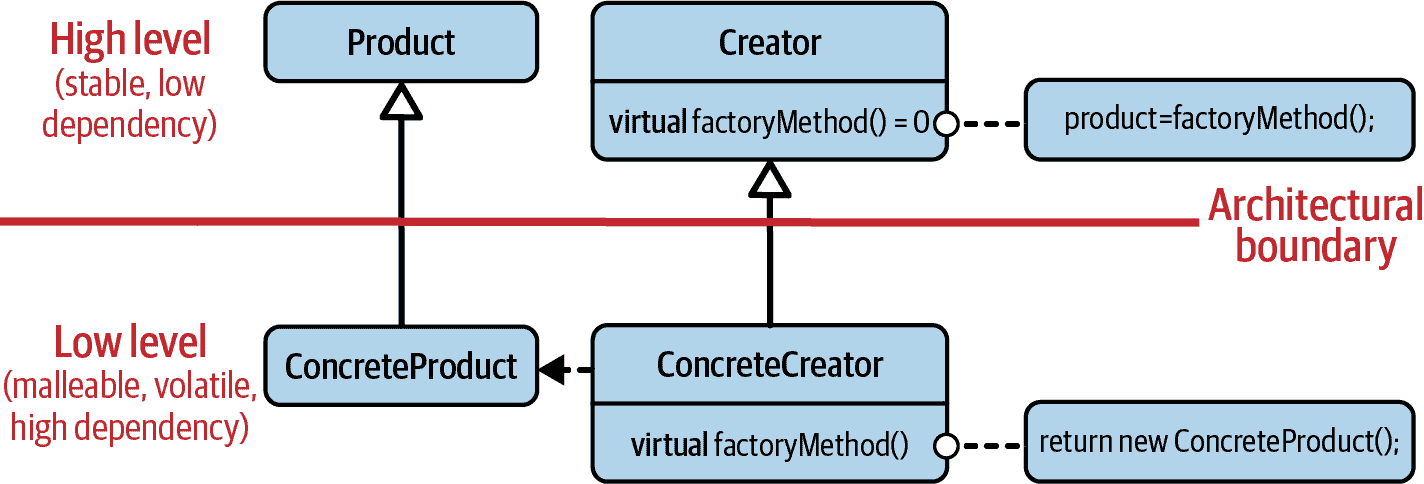 High level
(stable, low
dependency)
Product
Creator
virtual factoryMethod() = 0
product=factoryMethod();
Architectural
boundary
Low level
(malleable, volatile,
high dependency)
ConcreteProduct
ConcreteCreator
virtual factoryMethod()
return new ConcreteProduct();